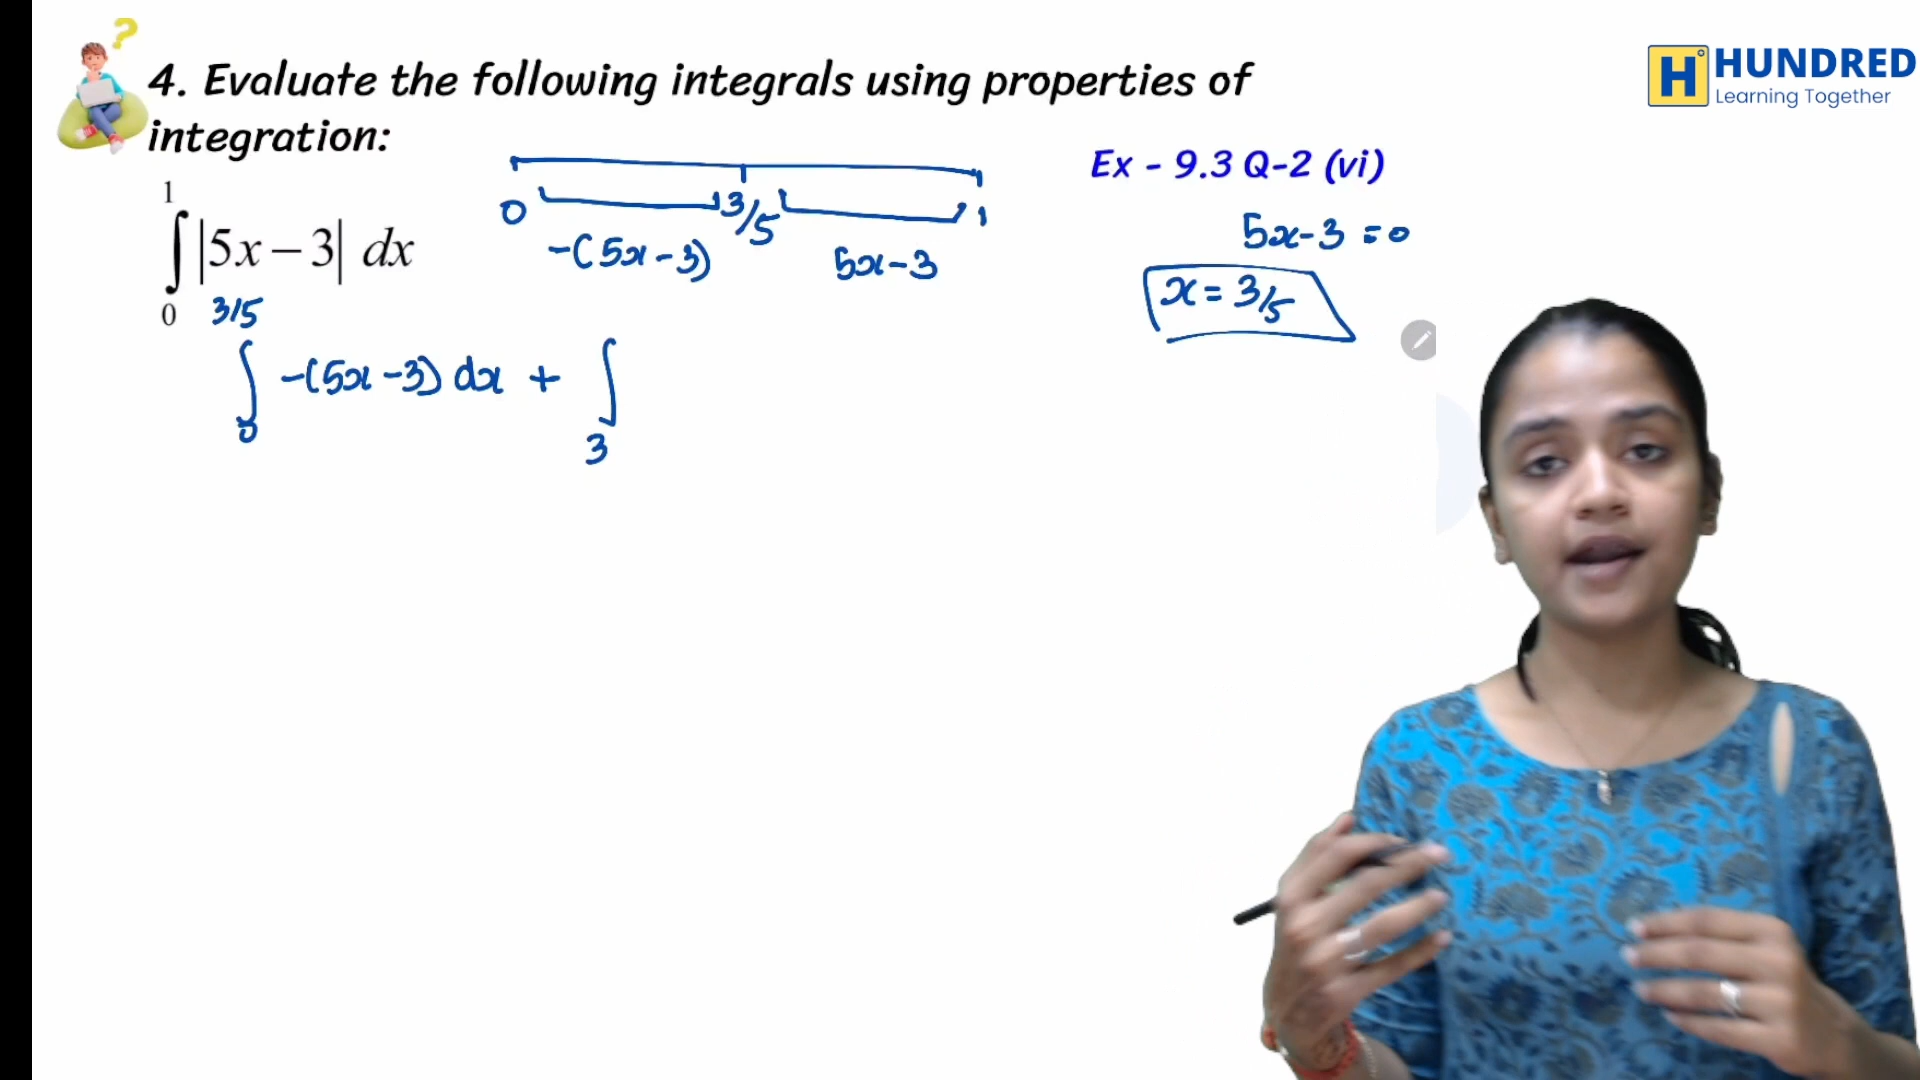 4. Evaluate the following integrals using properties of
integration:
HUNDRED
Learning Together
Ex - 9.3 Q-2 (vi)
∫₀¹ |5x − 3| dx
0 3/5 1
-(5x-3) 5x-3
5x-3 = 0
x = 3/5
∫₀^{3/5} -(5x-3) dx + ∫₃